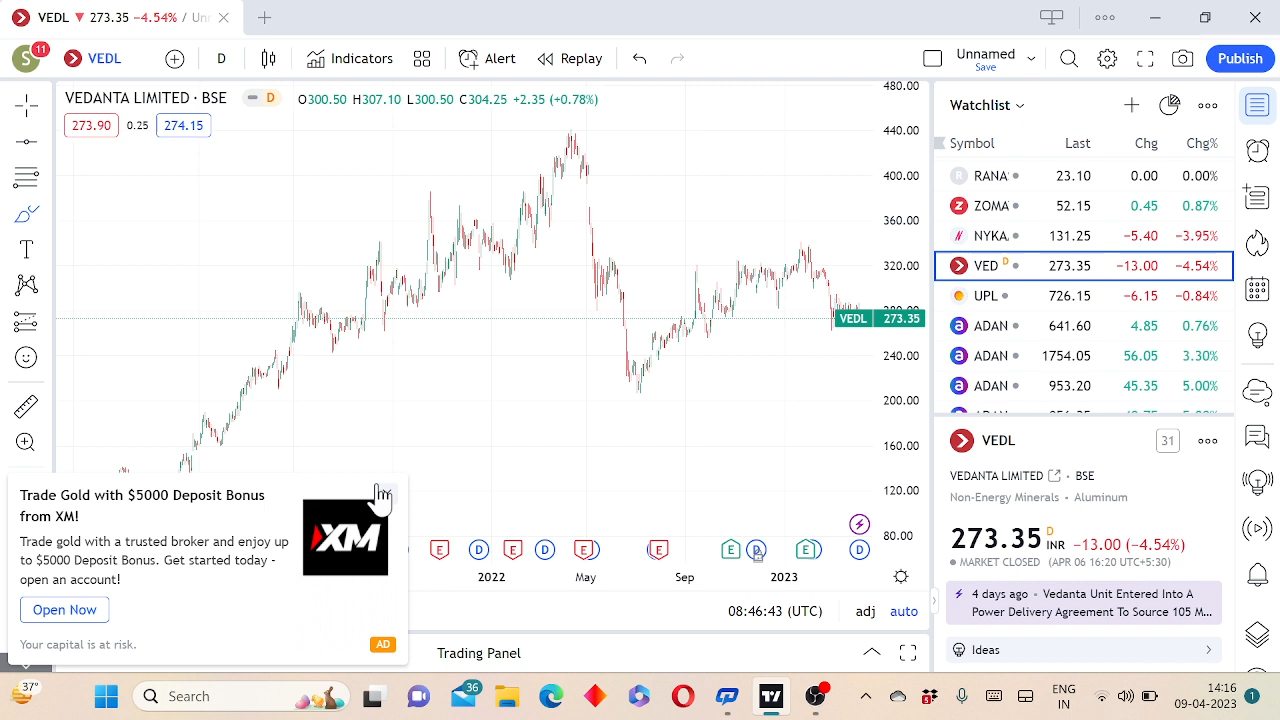 VEDL ▼ 273.35 −4.54% / Unn
S 11 VEDL D Indicators Alert Replay Unnamed Save Publish
VEDANTA LIMITED · BSE D O300.50 H307.10 L300.50 C304.25 +2.35 (+0.78%)
273.90 0.25 274.15
480.00
440.00
400.00
360.00
320.00
VEDL 273.35
240.00
200.00
160.00
120.00
80.00
E D E D E E E D E D
2022 May Sep 2023
08:46:43 (UTC) adj auto
Trading Panel
Trade Gold with $5000 Deposit Bonus
from XM!
Trade gold with a trusted broker and enjoy up
to $5000 Deposit Bonus. Get started today -
open an account!
XM
Open Now
Your capital is at risk. AD
Watchlist
Symbol Last Chg Chg%
R RANA 23.10 0.00 0.00%
ZOMA 52.15 0.45 0.87%
NYKA 131.25 −5.40 −3.95%
VED D 273.35 −13.00 −4.54%
UPL 726.15 −6.15 −0.84%
a ADAN 641.60 4.85 0.76%
a ADAN 1754.05 56.05 3.30%
a ADAN 953.20 45.35 5.00%
VEDL 31
VEDANTA LIMITED · BSE
Non-Energy Minerals • Aluminum
273.35 D INR −13.00 (−4.54%)
MARKET CLOSED (APR 06 16:20 UTC+5:30)
4 days ago • Vedanta Unit Entered Into A
Power Delivery Agreement To Source 105 M...
Ideas
37° Search 36 ENG IN 14:16 09-04-2023 1